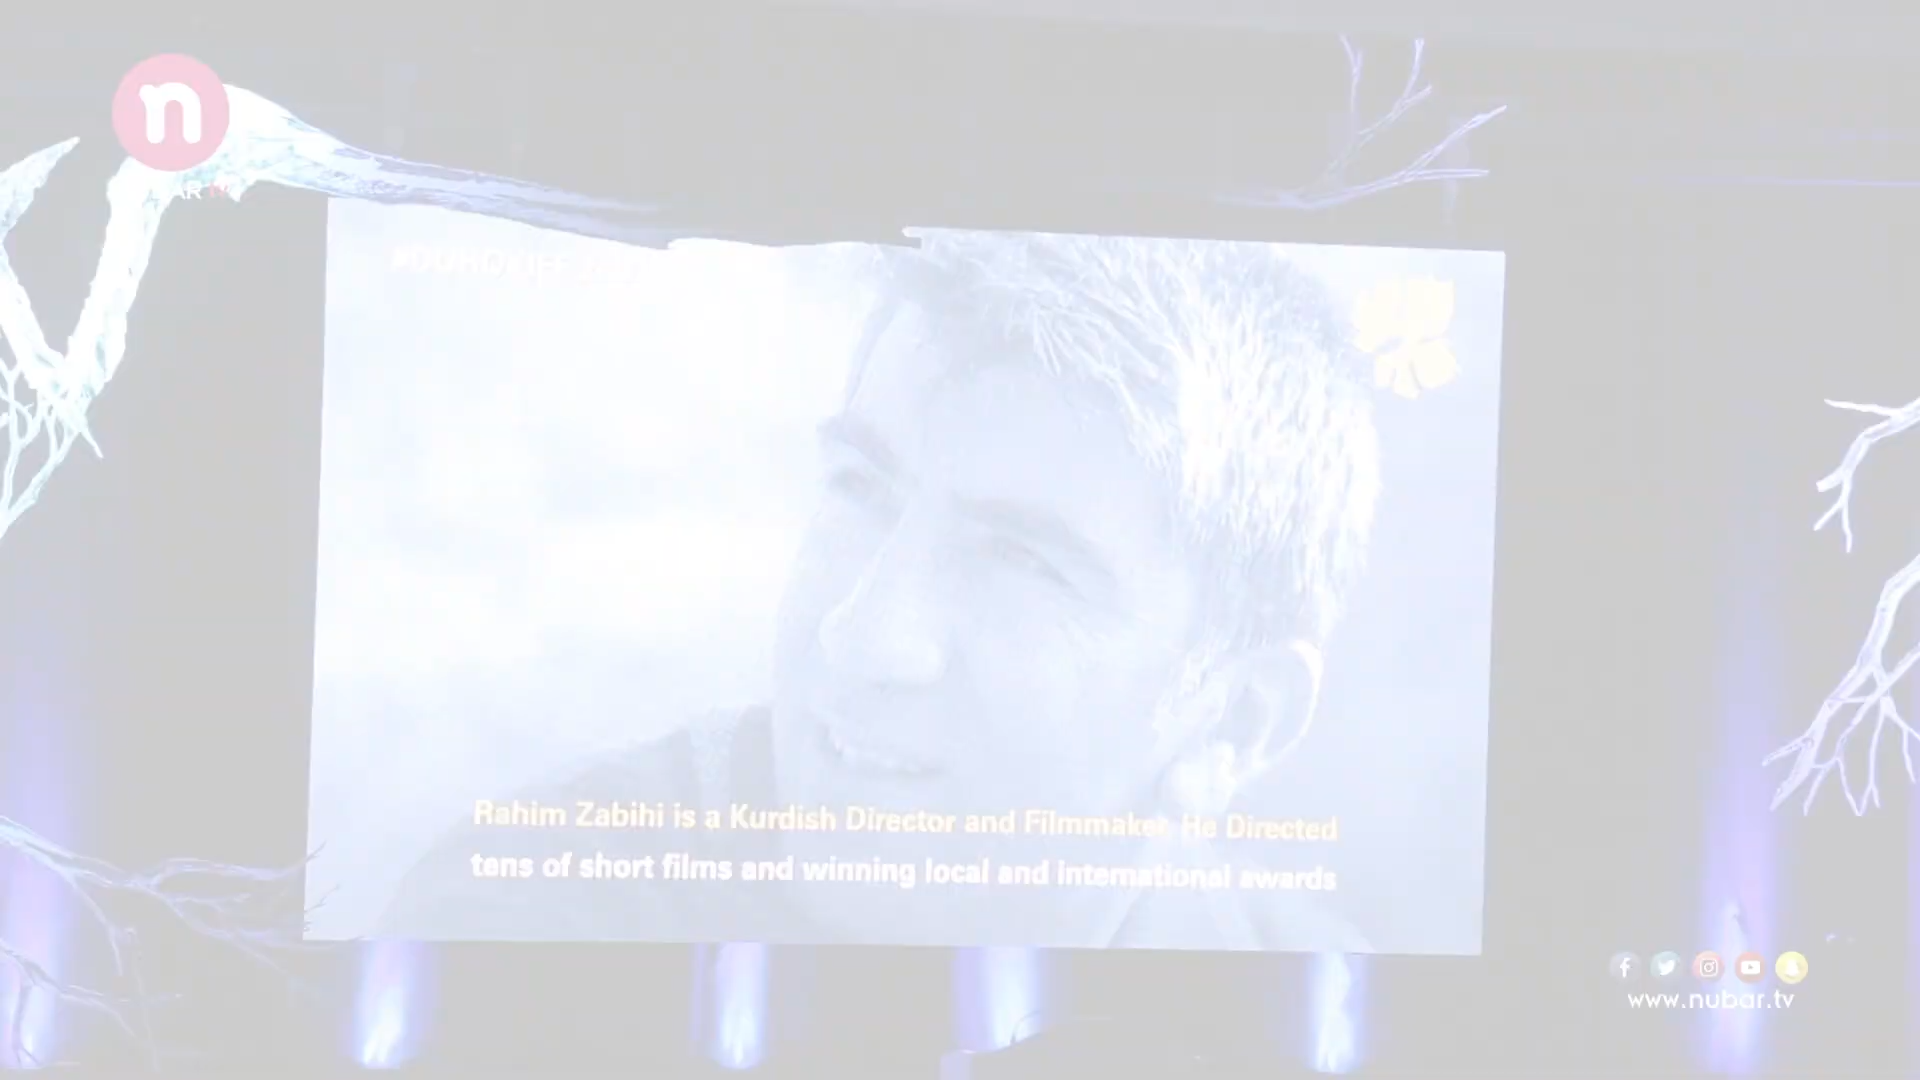 n
#DUHOKIFF
Rahim Zabihi is a Kurdish Director and Filmmaker. He Directed
tens of short films and winning local and international awards
www.nubar.tv